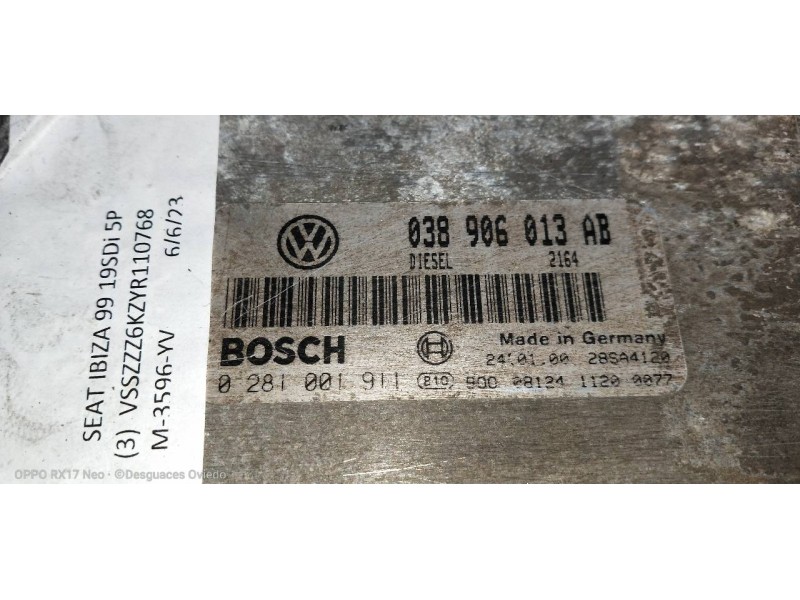 SEAT IBIZA 99 19SDi 5P
(3) VSSZZZ6KZYR110768
M-3596-YV 6/6/23
038 906 013 AB
DIESEL 2164
BOSCH
Made in Germany
24.01.00 28SA4120
0 281 001 911 900 08124 1120 0077
OPPO RX17 Neo · ©Desguaces Oviedo